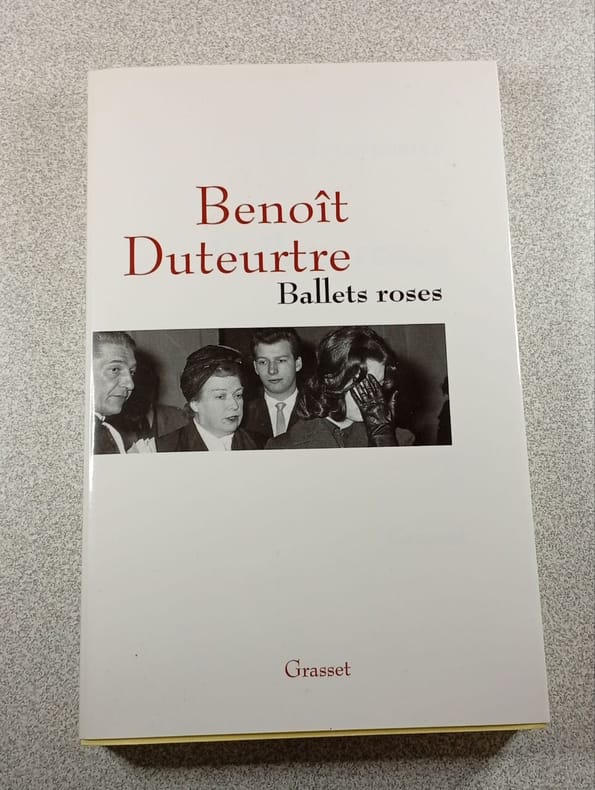 Benoît
Duteurtre
Ballets roses
Grasset